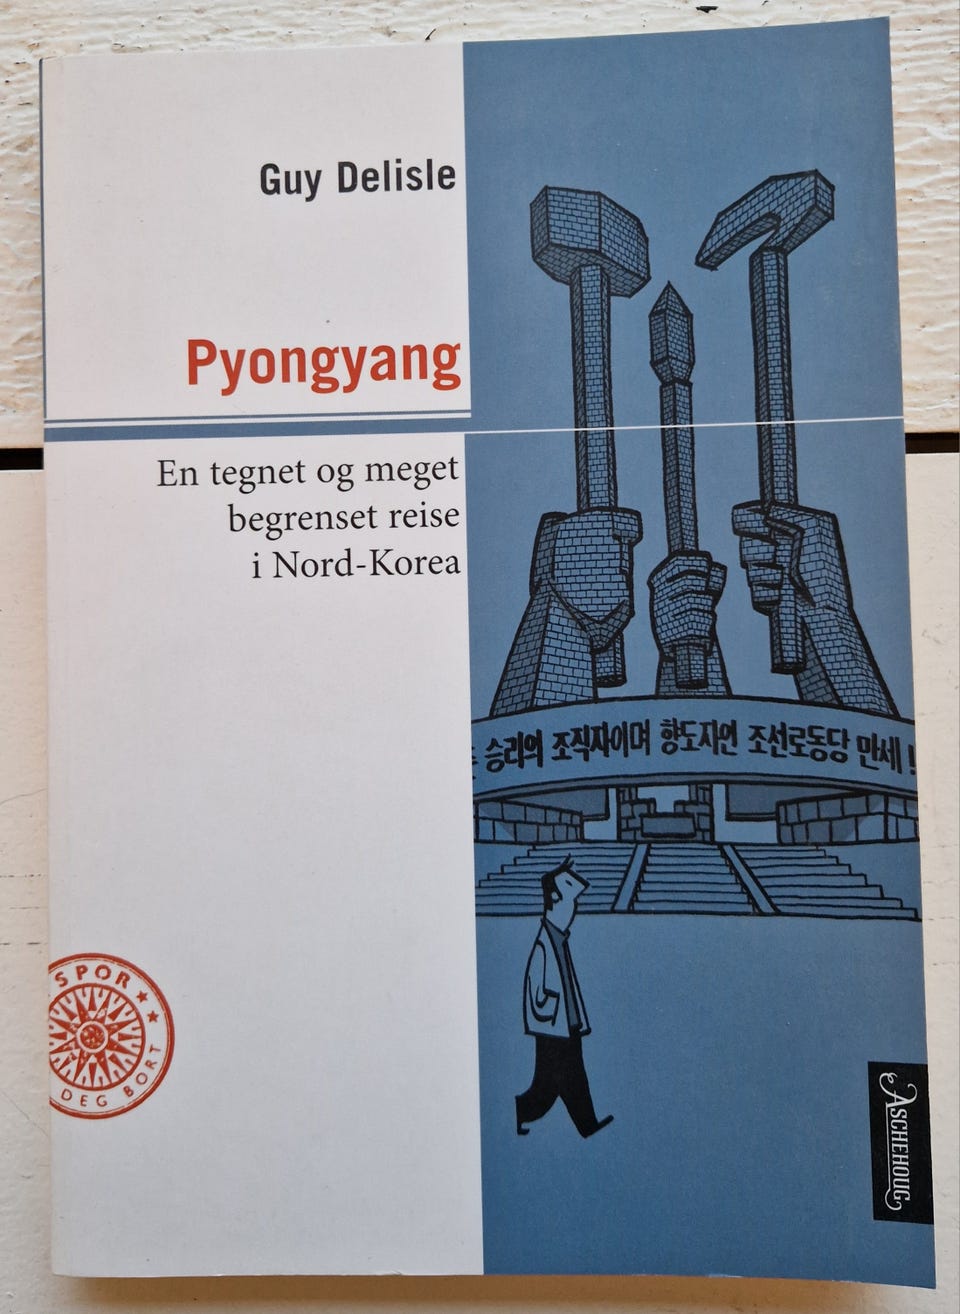 Guy Delisle
Pyongyang
En tegnet og meget
begrenset reise
i Nord-Korea
승리의 조직자이며 향도자인 조선로동당 만세!
SPOR
DEG BORT
ASCHEHOUG